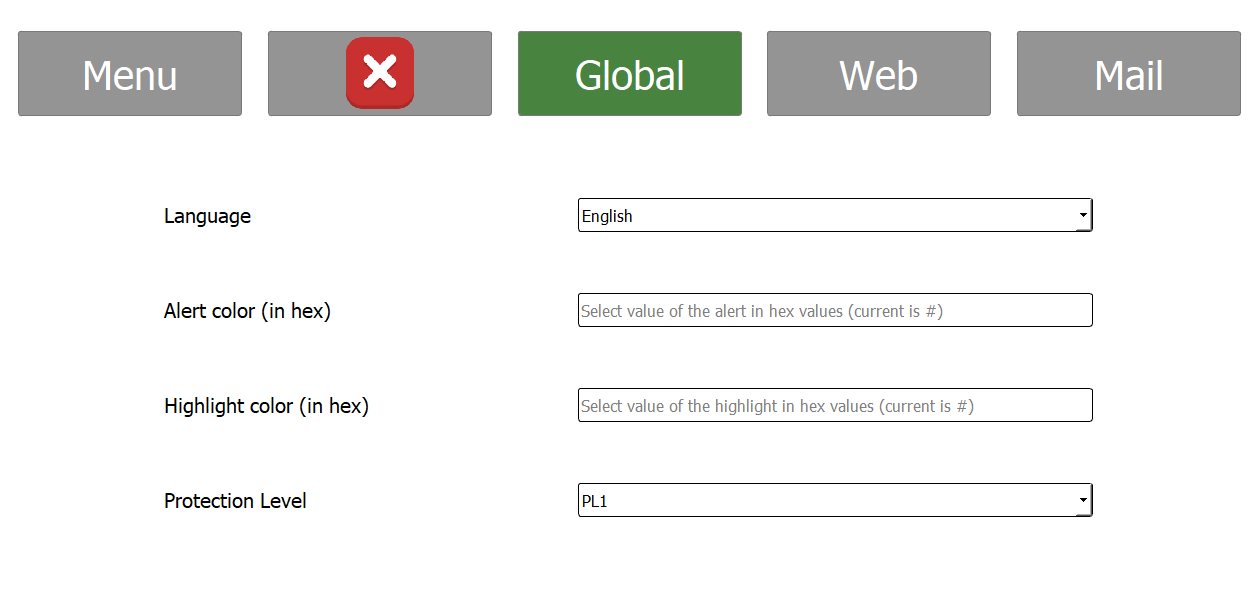 Menu
Global
Web
Mail
Language
English
Alert color (in hex)
Select value of the alert in hex values (current is #)
Highlight color (in hex)
Select value of the highlight in hex values (current is #)
Protection Level
PL1